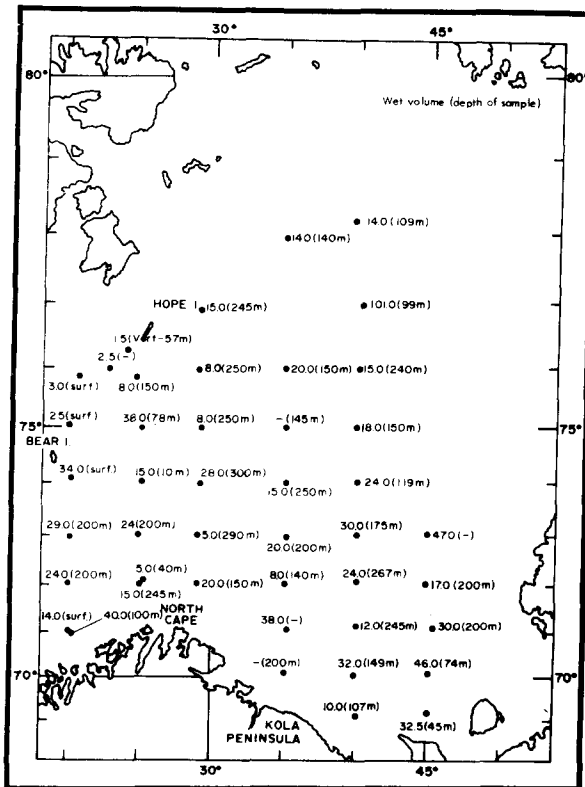 45°
80°
80°
Wet volume (depth of sample)
14.0(109m)
14.0(140m)
HOPE I.
15.0(245m)
101.0(99m)
1.5(Vert-57m)
2.5(-)
3.0(surf.)
8.0(150m)
8.0(250m)
20.0(150m)
15.0(240m)
2.5(surf.)
38.0(78m)
8.0(250m)
-(145m)
18.0(150m)
75°
75°
BEAR I.
34.0(surf.)
15.0(10m)
28.0(300m)
15.0(250m)
24.0(119m)
29.0(200m)
24(200m)
5.0(290m)
20.0(200m)
30.0(175m)
47.0(-)
24.0(200m)
5.0(40m)
15.0(245m)
20.0(150m)
8.0(140m)
24.0(267m)
17.0(200m)
14.0(surf.)
40.0(100m)
NORTH
CAPE
38.0(-)
12.0(245m)
30.0(200m)
70°
-(200m)
32.0(149m)
46.0(74m)
70°
10.0(107m)
32.5(45m)
KOLA
PENINSULA
30°
45°